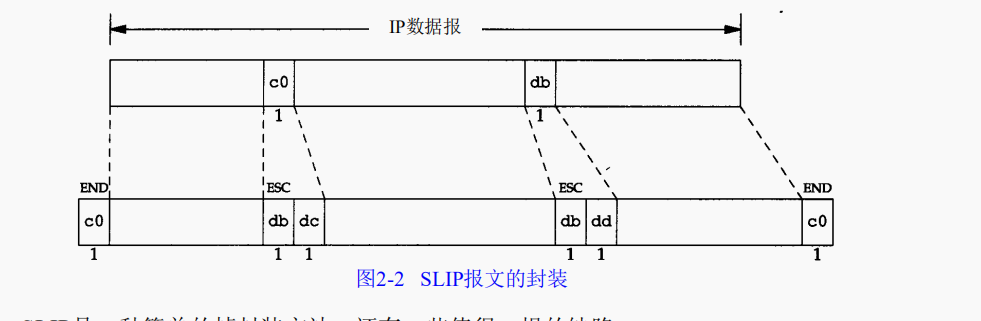 IP数据报
c0 db
1 1
END ESC ESC END
c0 db dc db dd c0
1 1 1 1 1 1
图2-2 SLIP报文的封装